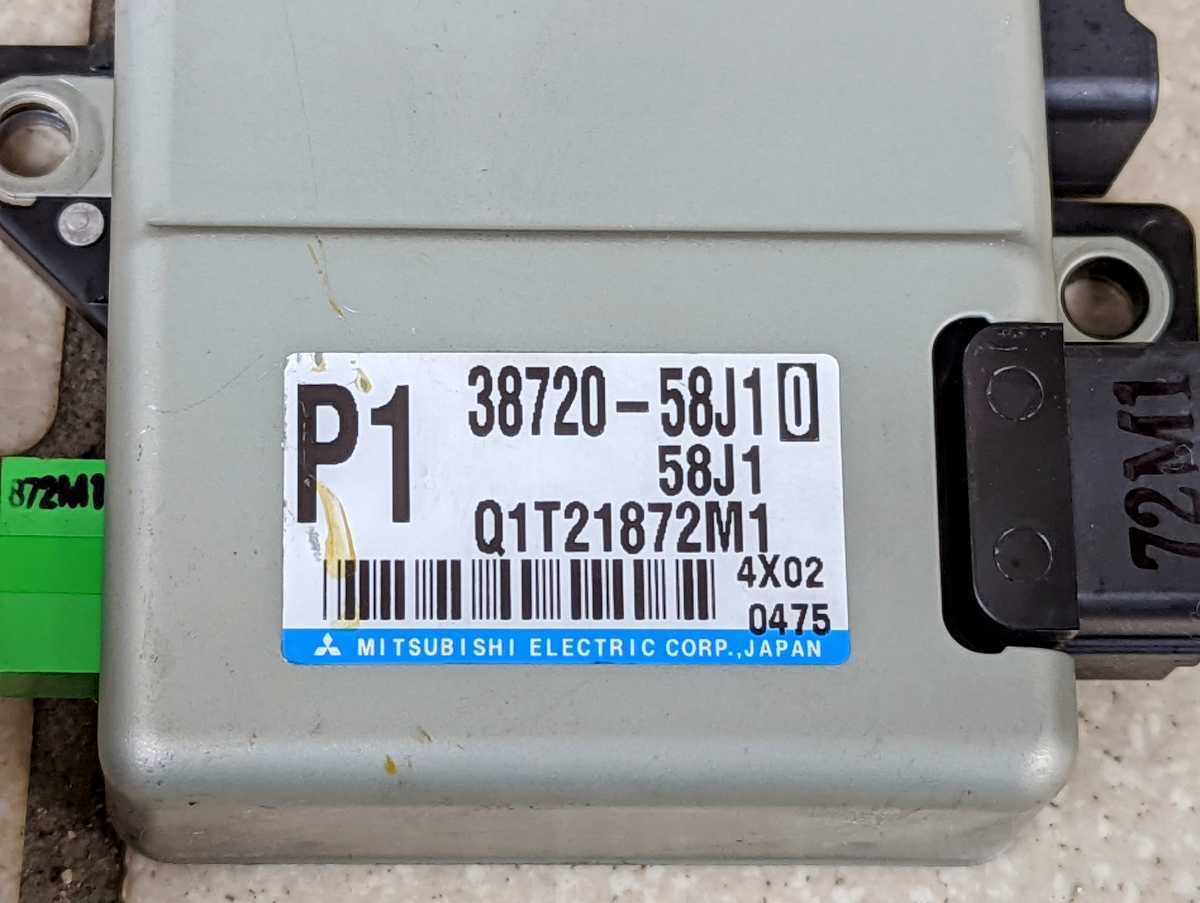 P1
38720-58J10
58J1
Q1T21872M1
4X02
0475
MITSUBISHI ELECTRIC CORP.,JAPAN
872M1
72M1